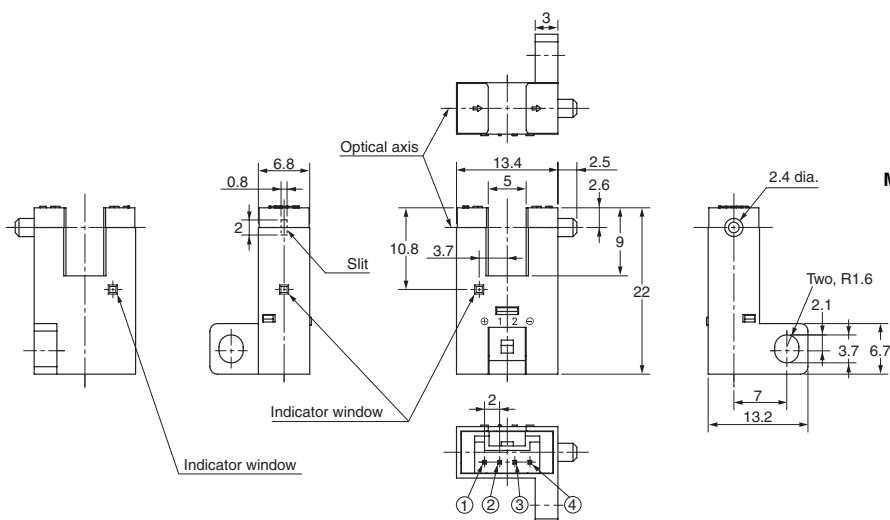 3
Optical axis
6.8
13.4
2.5
0.8
5
2.6
2.4 dia.
M
2
10.8
3.7
9
Slit
22
Two, R1.6
2.1
⊕ 1 2 ⊖
3.7
6.7
7
Indicator window
2
13.2
Indicator window
① ② ③ ④